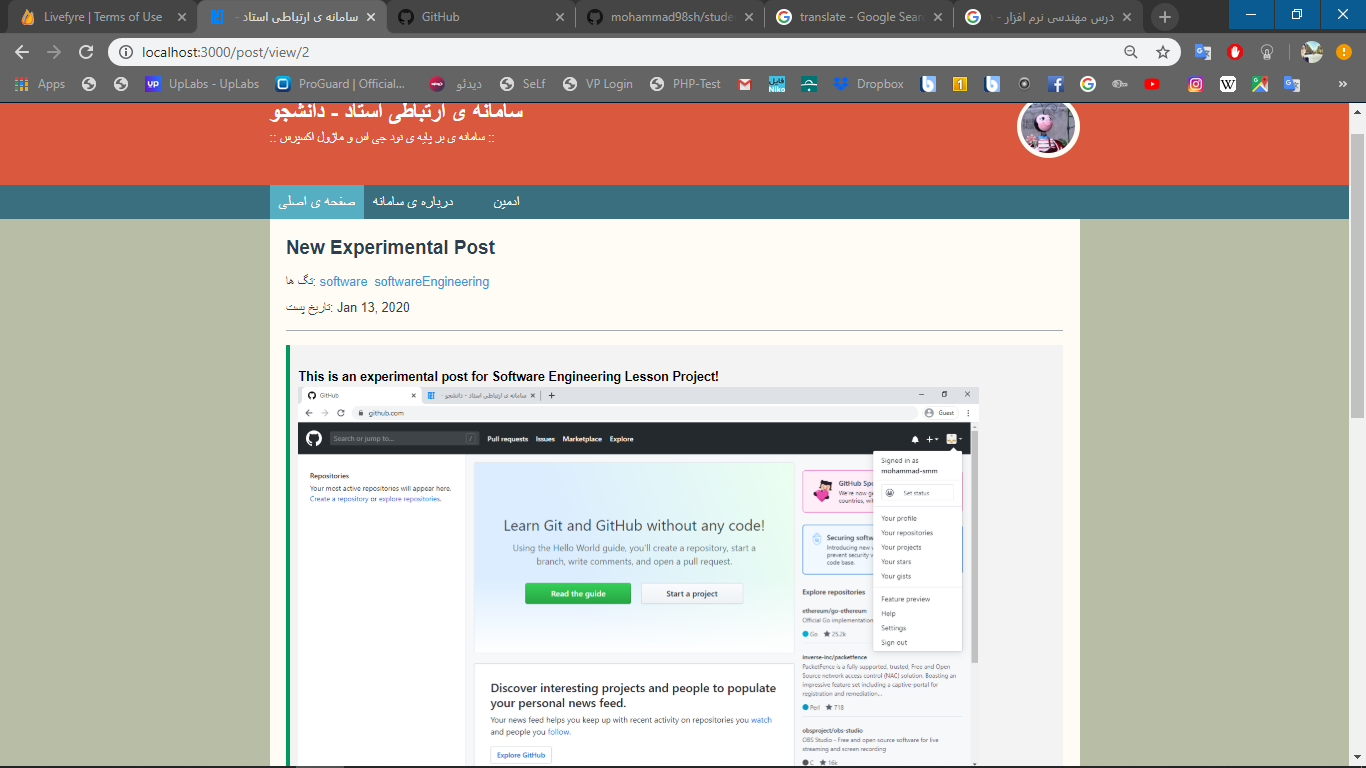 Livefyre | Terms of Use
سامانه ی ارتباطی استاد -
GitHub
mohammad98sh/stude
translate - Google Sear
درس مهندسی نرم افزار -
localhost:3000/post/view/2
Apps
UP
UpLabs - UpLabs
ProGuard | Official...
دیدئو
SeLf
VP Login
PHP-Test
فایل Niko
Dropbox
1
W
»
سامانه ی ارتباطی استاد - دانشجو
:: سامانه ی بر پایه ی نود جی اس و ماژول اکسپرس ::
صفحه ی اصلی
درباره ی سامانه
ادمین
New Experimental Post
تگ ها: software softwareEngineering
تاریخ پست: Jan 13, 2020
This is an experimental post for Software Engineering Lesson Project!
GitHub
سامانه ی ارتباطی استاد - دانشجو -
github.com
Guest
Search or jump to...
/
Pull requests
Issues
Marketplace
Explore
Repositories
Your most active repositories will appear here.
Create a repository or explore repositories.
Learn Git and GitHub without any code!
Using the Hello World guide, you'll create a repository, start a
branch, write comments, and open a pull request.
Read the guide
Start a project
Discover interesting projects and people to populate
your personal news feed.
Your news feed helps you keep up with recent activity on repositories you watch
and people you follow.
Explore GitHub
GitHub Spo
We're now ge
countries, wit
Securing softw
Introducing new
prevent security v
code base.
Explore repositories
ethereum/go-ethereum
Official Go implementation
Go 25.2k
inverse-inc/packetfence
PacketFence is a fully supported, trusted, Free and Open
Source network access control (NAC) solution. Boasting an
impressive feature set including a captive-portal for
registration and remediation...
Perl 718
obsproject/obs-studio
OBS Studio - Free and open source software for live
streaming and screen recording
C 16k
Signed in as
mohammad-smm
Set status
Your profile
Your repositories
Your projects
Your stars
Your gists
Feature preview
Help
Settings
Sign out